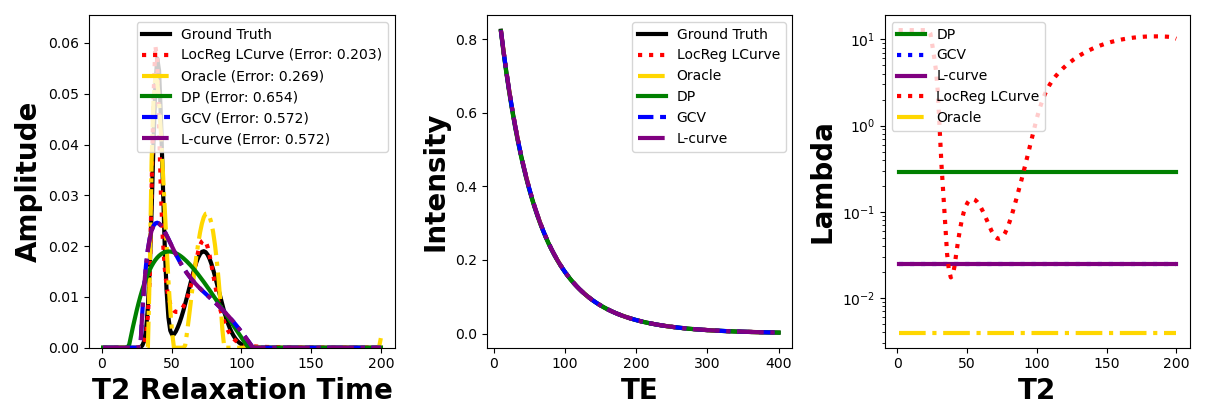 Amplitude
0.06
0.05
0.04
0.03
0.02
0.01
0.00
Ground Truth
LocReg LCurve (Error: 0.203)
Oracle (Error: 0.269)
DP (Error: 0.654)
GCV (Error: 0.572)
L-curve (Error: 0.572)
0 50 100 150 200
T2 Relaxation Time
Intensity
0.8
0.6
0.4
0.2
0.0
Ground Truth
LocReg LCurve
Oracle
DP
GCV
L-curve
0 100 200 300 400
TE
Lambda
10¹
10⁰
10⁻¹
10⁻²
DP
GCV
L-curve
LocReg LCurve
Oracle
0 50 100 150 200
T2